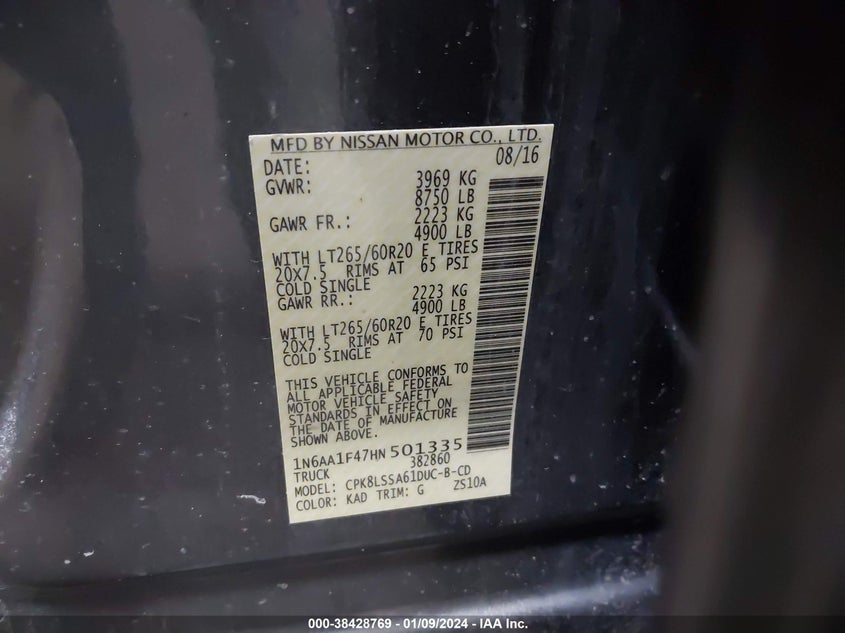 MFD BY NISSAN MOTOR CO., LTD.
DATE: 08/16
GVWR: 3969 KG
8750 LB
GAWR FR.: 2223 KG
4900 LB
WITH LT265/60R20 E TIRES
20X7.5 RIMS AT 65 PSI
COLD SINGLE
GAWR RR.: 2223 KG
4900 LB
WITH LT265/60R20 E TIRES
20X7.5 RIMS AT 70 PSI
COLD SINGLE
THIS VEHICLE CONFORMS TO
ALL APPLICABLE FEDERAL
MOTOR VEHICLE SAFETY
STANDARDS IN EFFECT ON
THE DATE OF MANUFACTURE
SHOWN ABOVE.
1N6AA1F47HN501335
TRUCK 382860
MODEL: CPK8LSSA61DUC-B-CD
COLOR: KAD TRIM: G ZS10A
000-38428769 - 01/09/2024 - IAA Inc.